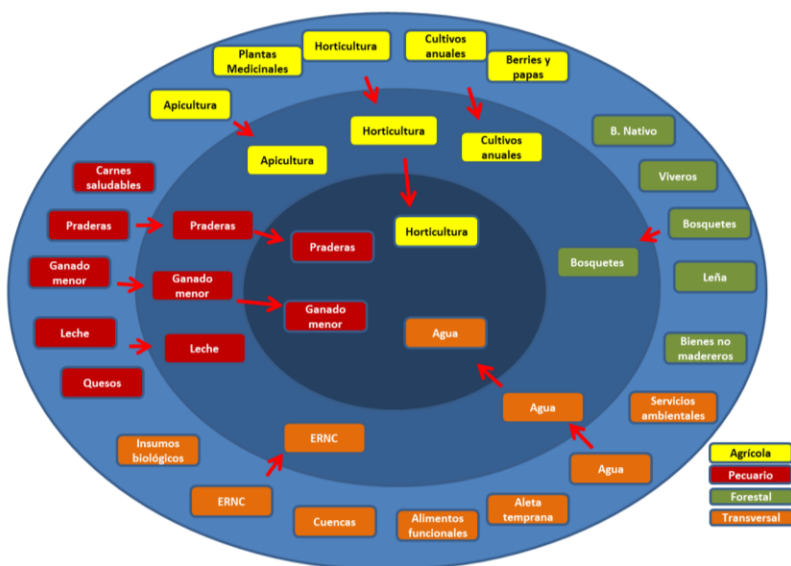 Plantas
Medicinales
Horticultura
Cultivos
anuales
Berries y
papas
Apicultura
Horticultura
Cultivos
anuales
Apicultura
B. Nativo
Viveros
Carnes
saludables
Praderas
Praderas
Praderas
Horticultura
Bosquetes
Bosquetes
Ganado
menor
Ganado
menor
Ganado
menor
Leña
Leche
Leche
Agua
Bienes no
madereros
Quesos
Agua
Servicios
ambientales
Insumos
biológicos
ERNC
Agua
ERNC
Cuencas
Alimentos
funcionales
Aleta
temprana
Agrícola
Pecuario
Forestal
Transversal